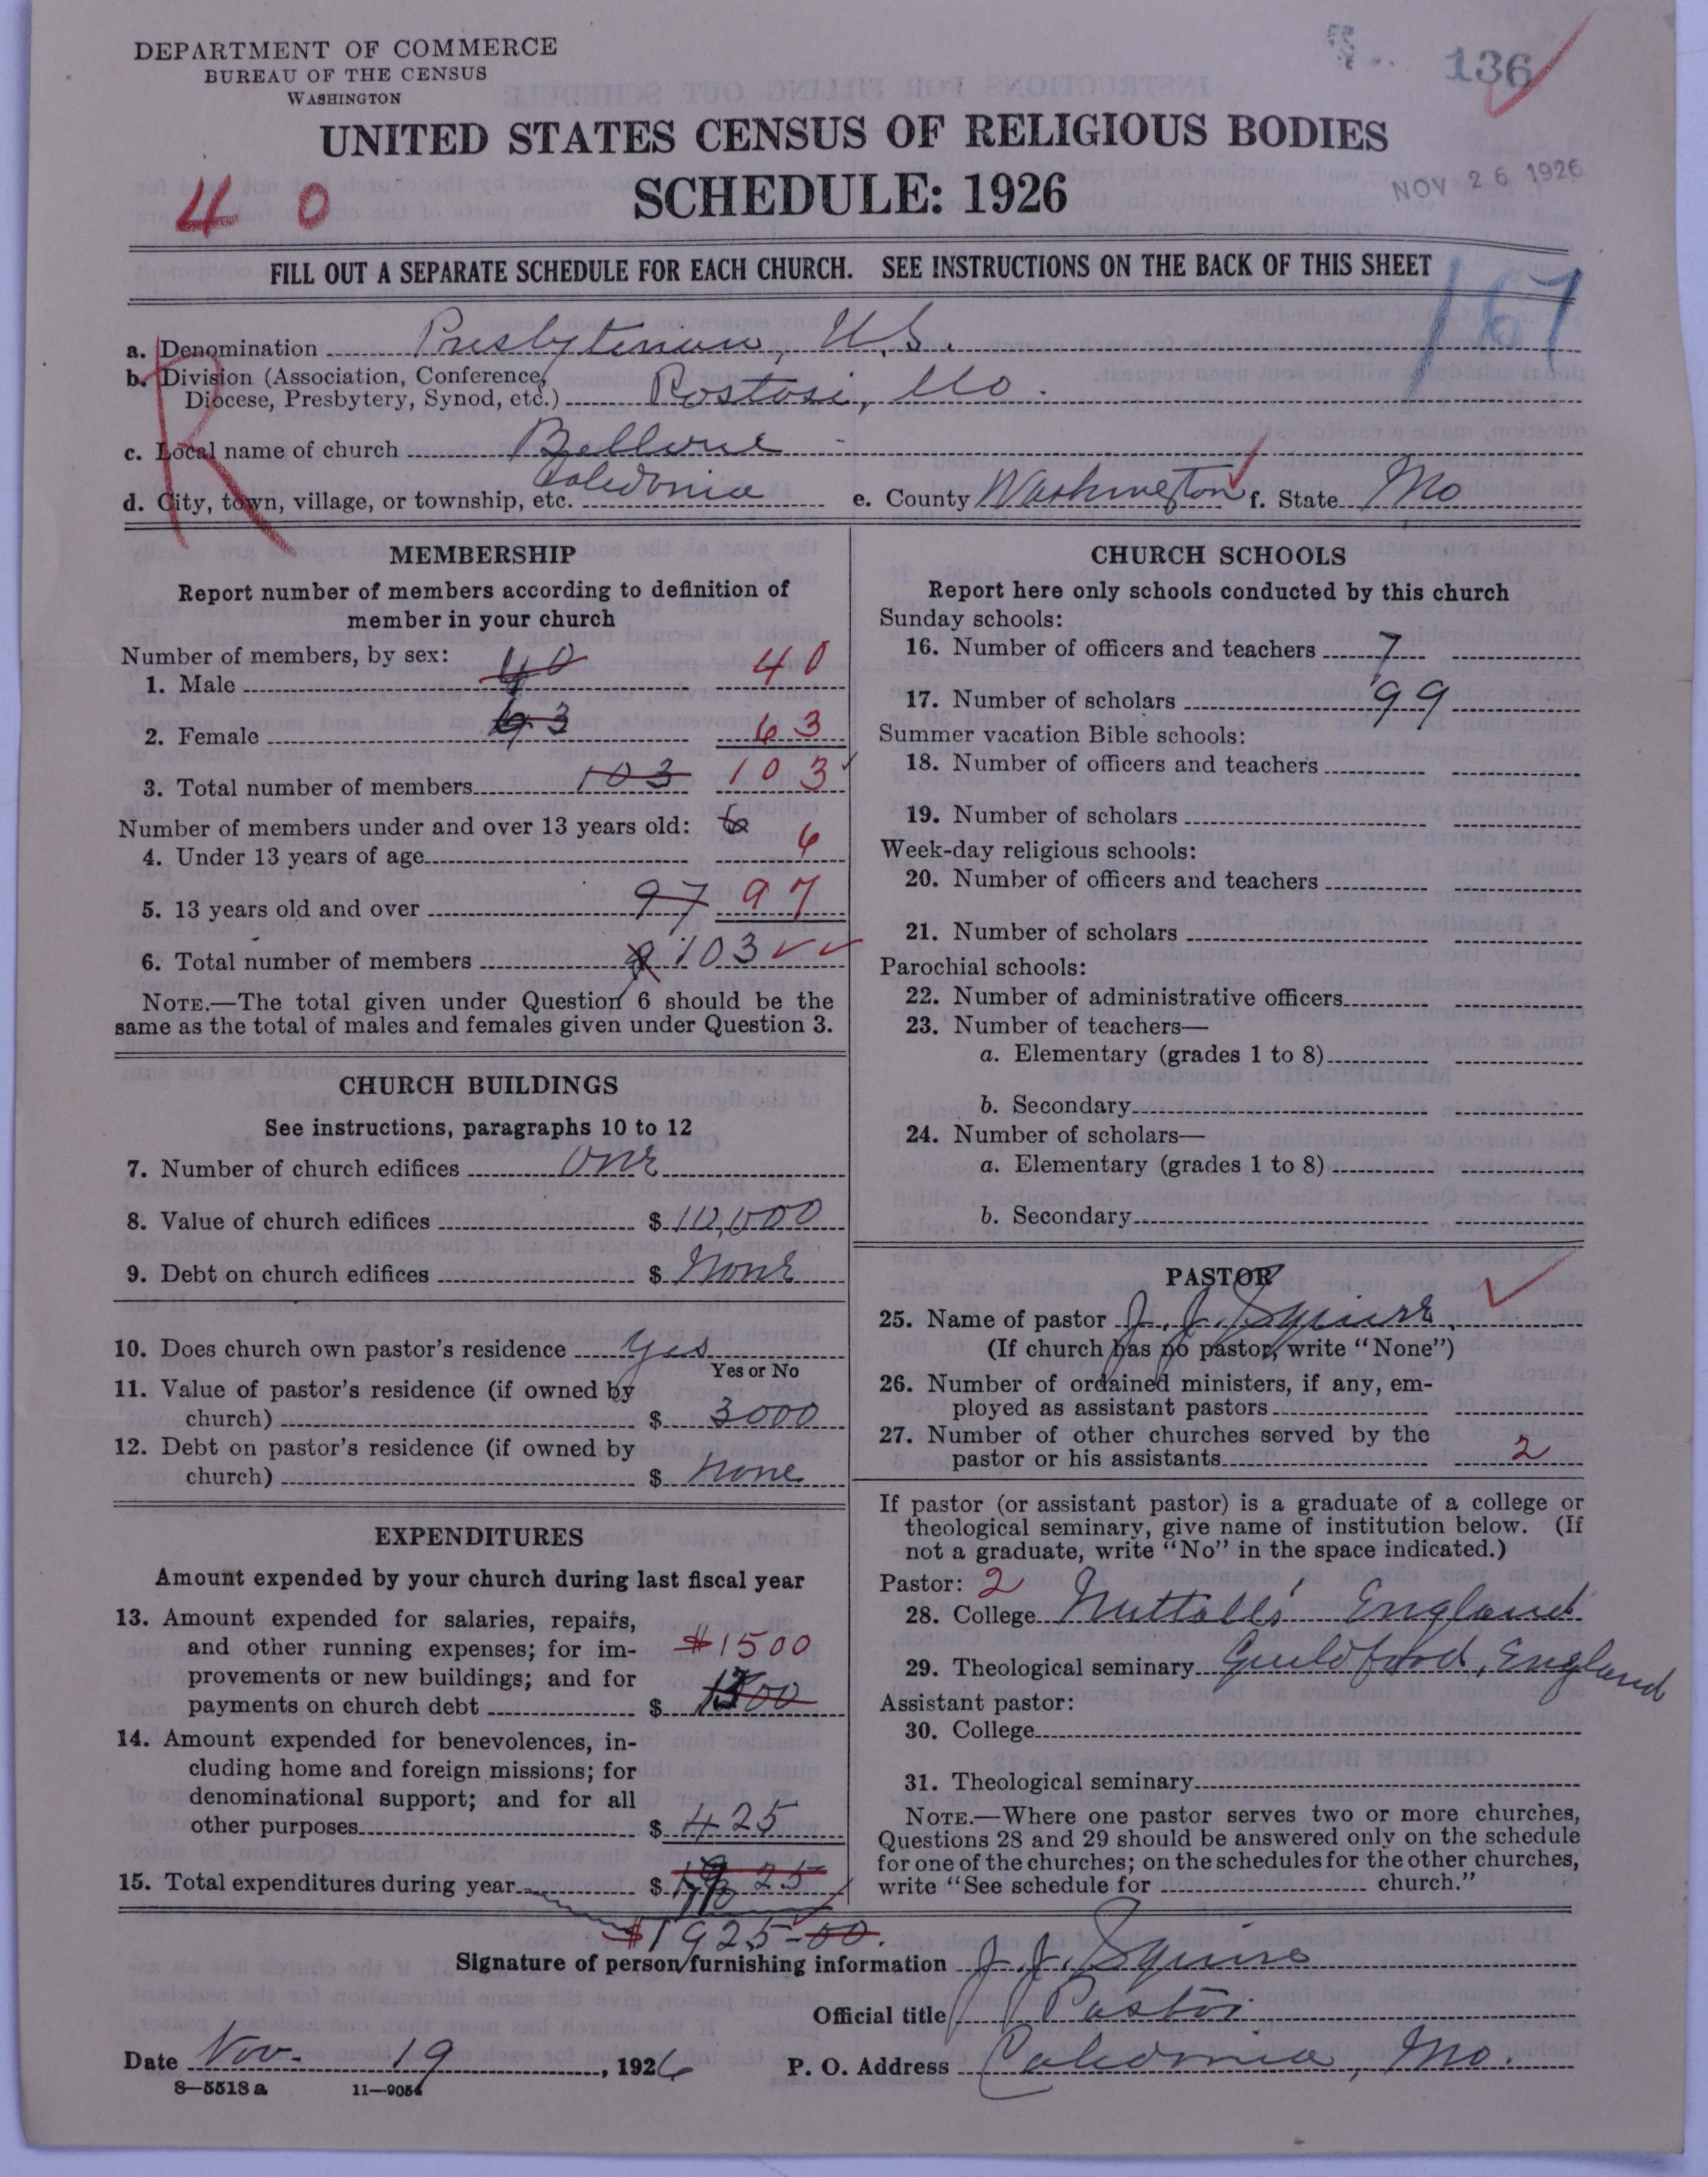 DEPARTMENT OF COMMERCE
BUREAU OF THE CENSUS
WASHINGTON
136
UNITED STATES CENSUS OF RELIGIOUS BODIES
SCHEDULE: 1926
NOV 26 1926
4 0
FILL OUT A SEPARATE SCHEDULE FOR EACH CHURCH. SEE INSTRUCTIONS ON THE BACK OF THIS SHEET
167
R
a. Denomination Presbyterian, U.S.
b. Division (Association, Conference,
Diocese, Presbytery, Synod, etc.) Postosi, Mo.
c. Local name of church
d. City, town, village, or township, etc. Caledonia e. County Washington f. State Mo
MEMBERSHIP
Report number of members according to definition of
member in your church
Number of members, by sex:
1. Male 40 40
2. Female 63 63
3. Total number of members 103 103
Number of members under and over 13 years old:
4. Under 13 years of age 6 6
5. 13 years old and over 97 97
6. Total number of members 103
NOTE.—The total given under Question 6 should be the
same as the total of males and females given under Question 3.
CHURCH BUILDINGS
See instructions, paragraphs 10 to 12
7. Number of church edifices One
8. Value of church edifices $ 10,000
9. Debt on church edifices $ None
10. Does church own pastor's residence Yes
Yes or No
11. Value of pastor's residence (if owned by
church) $ 3000
12. Debt on pastor's residence (if owned by
church) $ none
EXPENDITURES
Amount expended by your church during last fiscal year
13. Amount expended for salaries, repairs,
and other running expenses; for im- $1500
provements or new buildings; and for
payments on church debt $ 1500
14. Amount expended for benevolences, in-
cluding home and foreign missions; for
denominational support; and for all
other purposes $ 425
15. Total expenditures during year $
$1925-00.
CHURCH SCHOOLS
Report here only schools conducted by this church
Sunday schools:
16. Number of officers and teachers 7
17. Number of scholars 99
Summer vacation Bible schools:
18. Number of officers and teachers
19. Number of scholars
Week-day religious schools:
20. Number of officers and teachers
21. Number of scholars
Parochial schools:
22. Number of administrative officers
23. Number of teachers—
a. Elementary (grades 1 to 8)
b. Secondary
24. Number of scholars—
a. Elementary (grades 1 to 8)
b. Secondary
PASTOR
25. Name of pastor J. J. Squire
(If church has no pastor, write "None")
26. Number of ordained ministers, if any, em-
ployed as assistant pastors
27. Number of other churches served by the
pastor or his assistants 2
If pastor (or assistant pastor) is a graduate of a college or
theological seminary, give name of institution below. (If
not a graduate, write "No" in the space indicated.)
Pastor: 2
28. College Nuttalls England
29. Theological seminary Guildford, England
Assistant pastor:
30. College
31. Theological seminary
NOTE.—Where one pastor serves two or more churches,
Questions 28 and 29 should be answered only on the schedule
for one of the churches; on the schedules for the other churches,
write "See schedule for church."
Signature of person furnishing information J. J. Squire
Official title Pastor
Date Nov. 19, 1926 P. O. Address Caledonia, Mo.
8—5518 a 11—9054